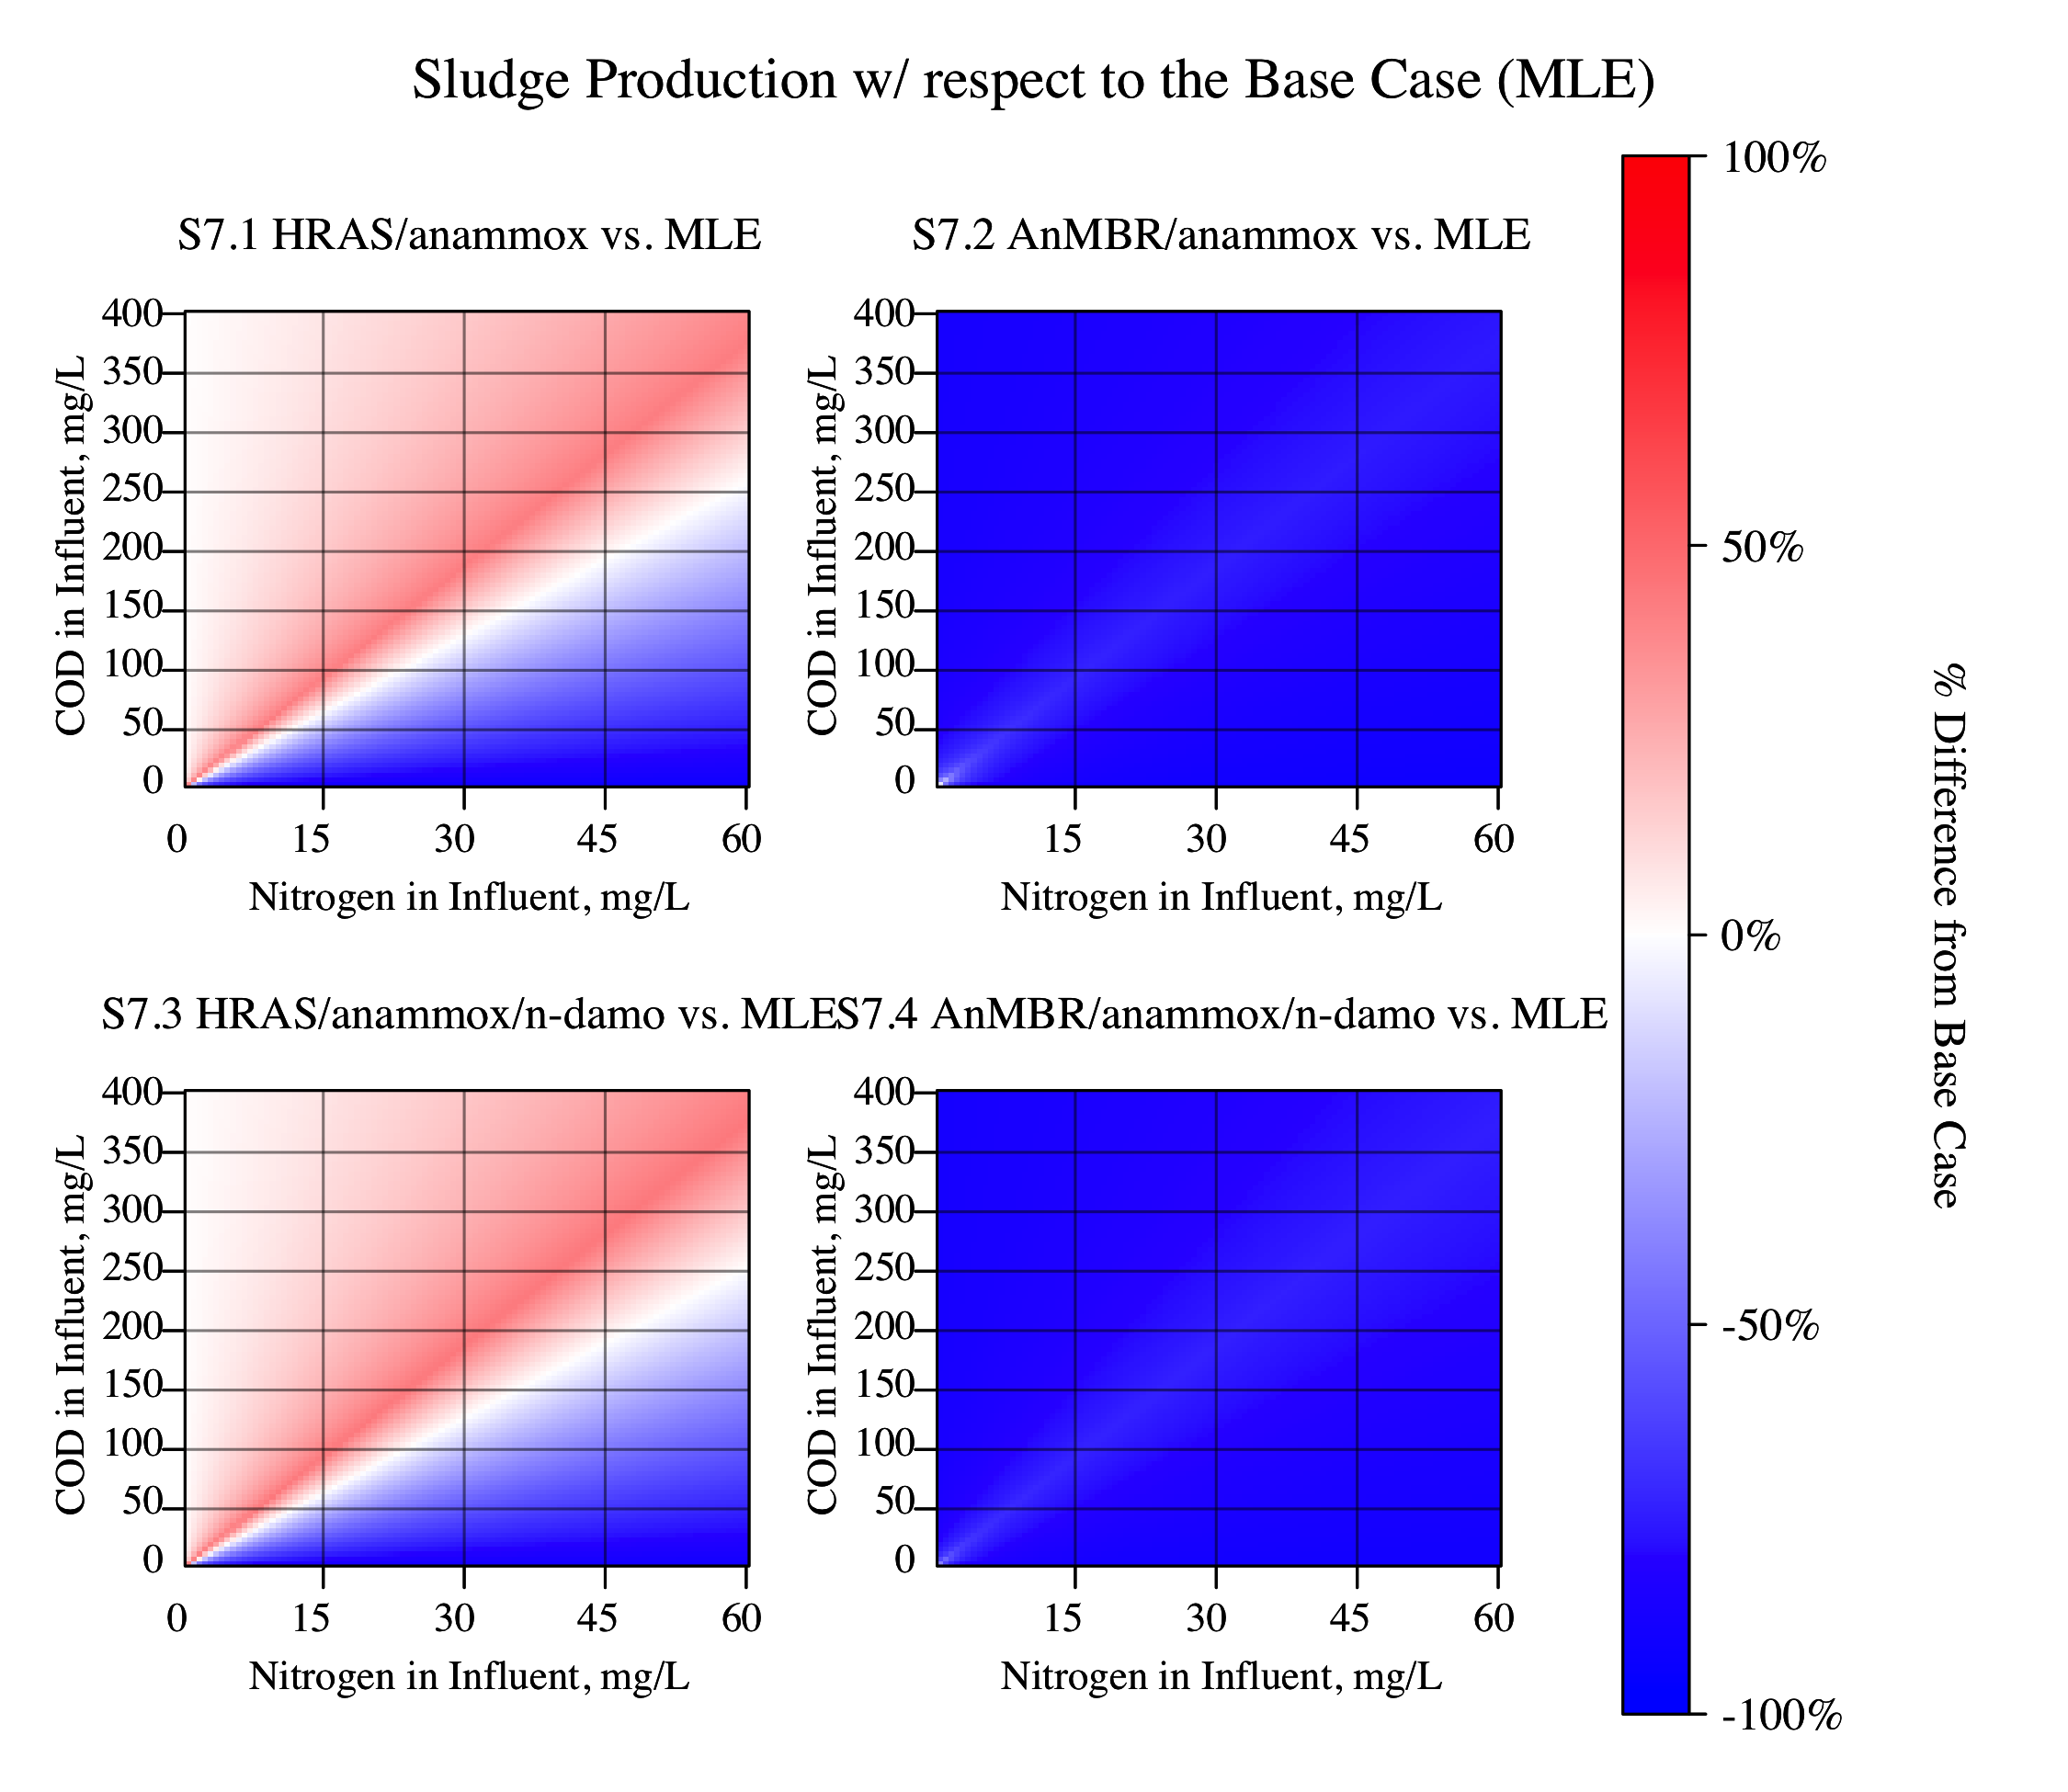 Sludge Production w/ respect to the Base Case (MLE)
S7.1 HRAS/anammox vs. MLE
COD in Influent, mg/L
400
350
300
250
200
150
100
50
0
0 15 30 45 60
Nitrogen in Influent, mg/L
S7.2 AnMBR/anammox vs. MLE
COD in Influent, mg/L
400
350
300
250
200
150
100
50
0
15 30 45 60
Nitrogen in Influent, mg/L
S7.3 HRAS/anammox/n-damo vs. MLE
COD in Influent, mg/L
400
350
300
250
200
150
100
50
0
0 15 30 45 60
Nitrogen in Influent, mg/L
S7.4 AnMBR/anammox/n-damo vs. MLE
COD in Influent, mg/L
400
350
300
250
200
150
100
50
0
15 30 45 60
Nitrogen in Influent, mg/L
100%
50%
0%
-50%
-100%
% Difference from Base Case